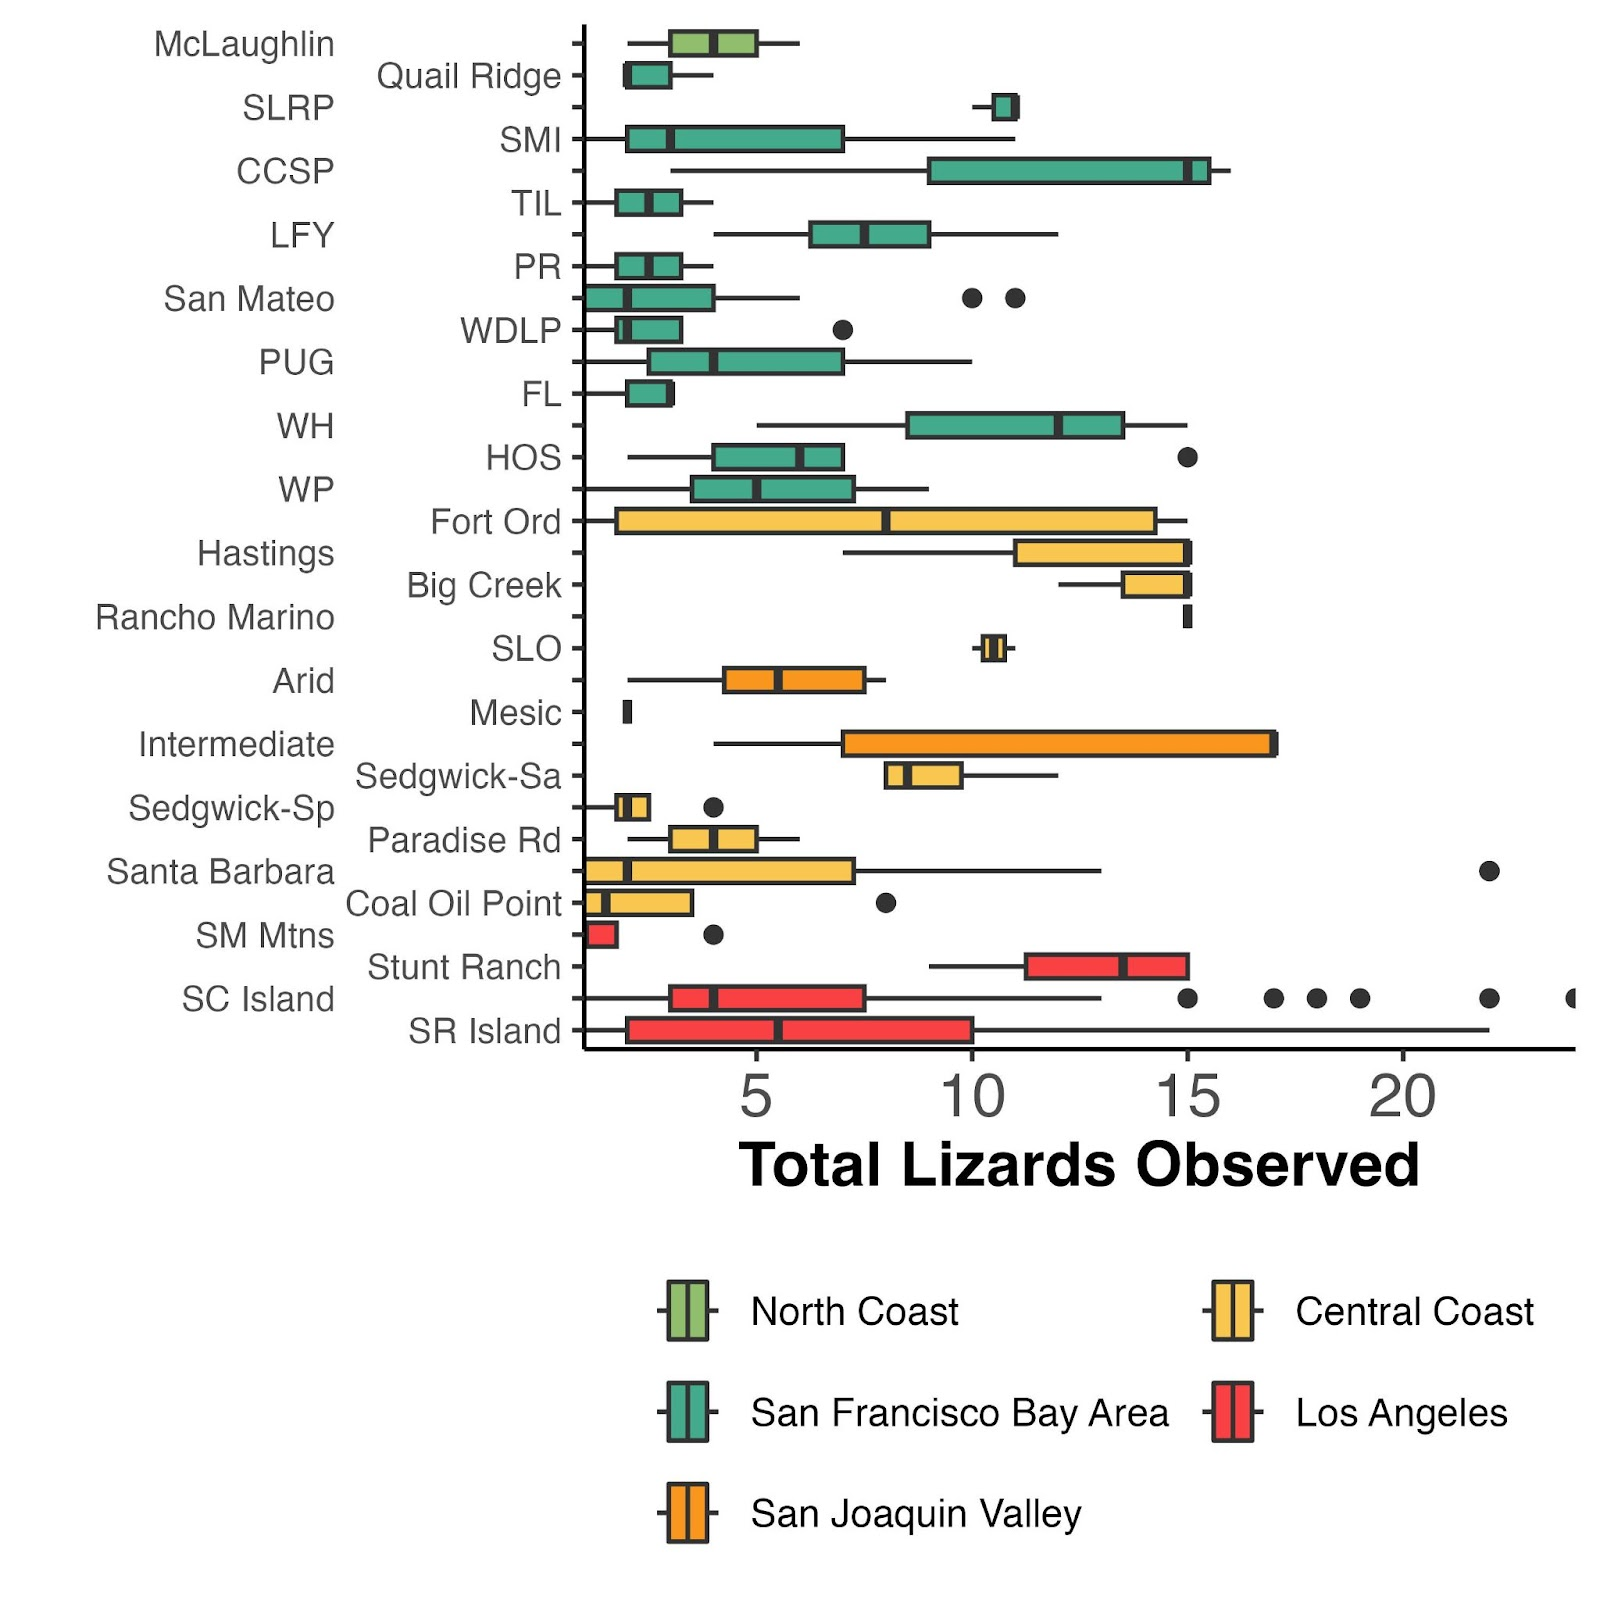 McLaughlin
Quail Ridge
SLRP
SMI
CCSP
TIL
LFY
PR
San Mateo
WDLP
PUG
FL
WH
HOS
WP
Fort Ord
Hastings
Big Creek
Rancho Marino
SLO
Arid
Mesic
Intermediate
Sedgwick-Sa
Sedgwick-Sp
Paradise Rd
Santa Barbara
Coal Oil Point
SM Mtns
Stunt Ranch
SC Island
SR Island
5 10 15 20
Total Lizards Observed
North Coast
San Francisco Bay Area
San Joaquin Valley
Central Coast
Los Angeles